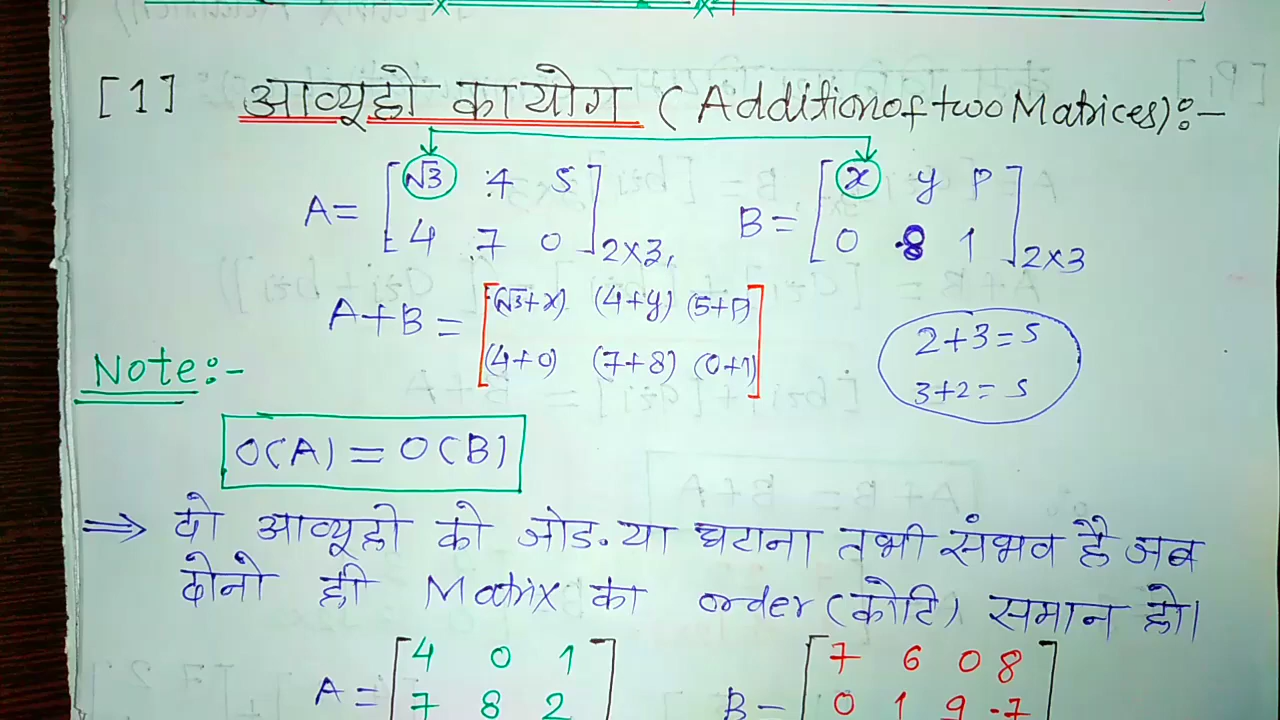 [1] आव्यूहो का योग (Addition of two Matrices):-
A = [√3 4 5
4 7 0]2×3,
B = [x y P
0 8 1]2×3
A+B = [(√3+x) (4+y) (5+P)
(4+0) (7+8) (0+1)]
2+3=5
3+2=5
Note:-
O(A) = O(B)
⇒ दो आव्यूहो को जोड. या घटाना तभी संभव है जब
दोनो ही Matrix का order (कोटि) समान हो।
A = [4 0 1
7 8 2
B = [7 6 0 8
0 1 9 -7